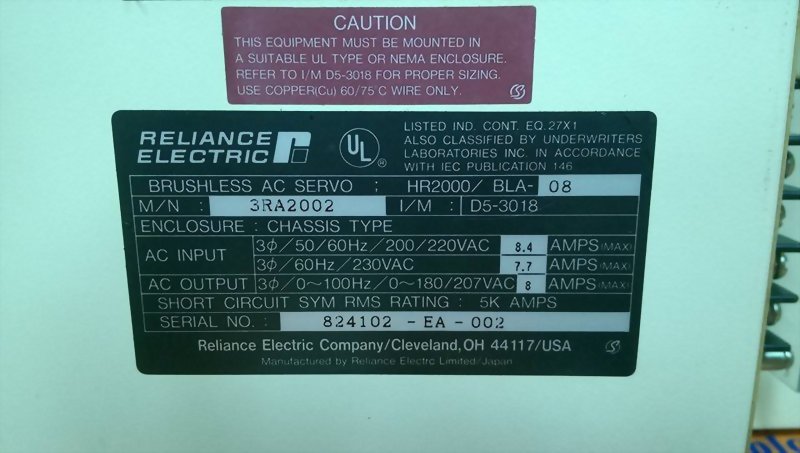 CAUTION
THIS EQUIPMENT MUST BE MOUNTED IN
A SUITABLE UL TYPE OR NEMA ENCLOSURE.
REFER TO I/M D5-3018 FOR PROPER SIZING.
USE COPPER(Cu) 60/75 C WIRE ONLY.
RELIANCE
ELECTRIC
UL
LISTED IND. CONT. EQ. 27X1
ALSO CLASSIFIED BY UNDERWRITERS
LABORATORIES INC. IN ACCORDANCE
WITH IEC PUBLICATION 146
BRUSHLESS AC SERVO : HR2000/ BLA- 08
M/N : 3RA2002 I/M : D5-3018
ENCLOSURE : CHASSIS TYPE
AC INPUT 3φ/50/60Hz/200/220VAC 8.4 AMPS(MAX)
3φ/60Hz/230VAC 7.7 AMPS(MAX)
AC OUTPUT 3φ/0~100Hz/0~180/207VAC 8 AMPS(MAX)
SHORT CIRCUIT SYM RMS RATING : 5K AMPS
SERIAL NO. : 824102 -EA-002
Reliance Electric Company/Cleveland,OH 44117/USA
Manufactured by Reliance Electrc Limited/Japan